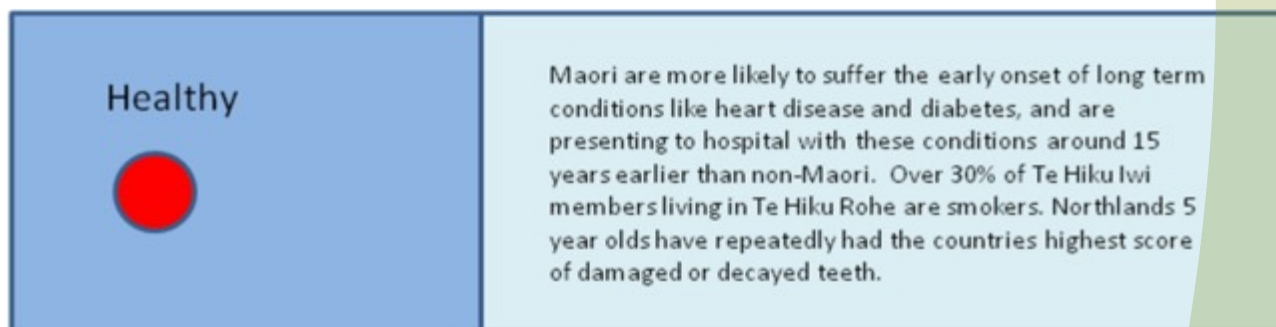 Healthy
Maori are more likely to suffer the early onset of long term
conditions like heart disease and diabetes, and are
presenting to hospital with these conditions around 15
years earlier than non-Maori.  Over 30% of Te Hiku Iwi
members living in Te Hiku Rohe are smokers. Northlands 5
year olds have repeatedly had the countries highest score
of damaged or decayed teeth.